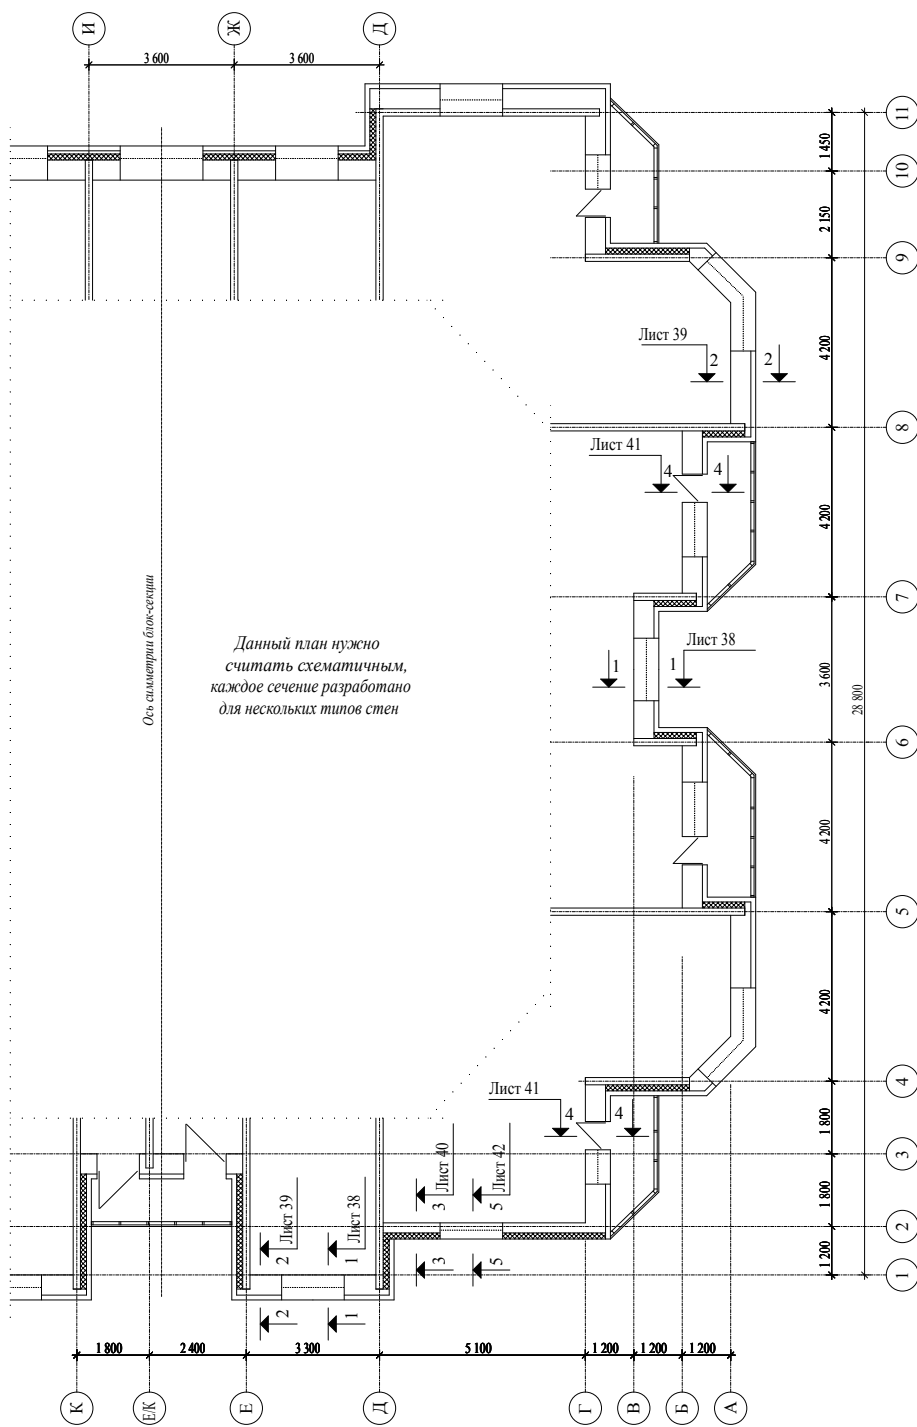 И
Ж
Д
3 600
3 600
11
1 450
10
2 150
9
4 200
Лист 39
2
2
8
Лист 41
4
4
4 200
7
Ось симметрии блок-секции
Данный план нужно
считать схематичным,
каждое сечение разработано
для нескольких типов стен
Лист 38
1
1
3 600
28 800
6
4 200
5
4 200
4
Лист 41
4
4
1 800
3
Лист 40
3
Лист 42
5
1 800
Лист 39
2
Лист 38
1
2
3
5
1 200
1
2
1
1 800
2 400
3 300
5 100
1 200
1 200
1 200
К
Е/К
Е
Д
Г
В
Б
А